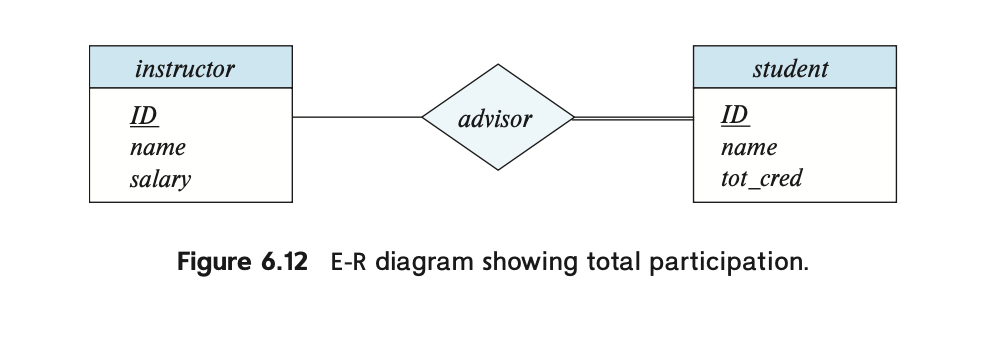 instructor
ID
name
salary
advisor
student
ID
name
tot_cred
Figure 6.12 E-R diagram showing total participation.